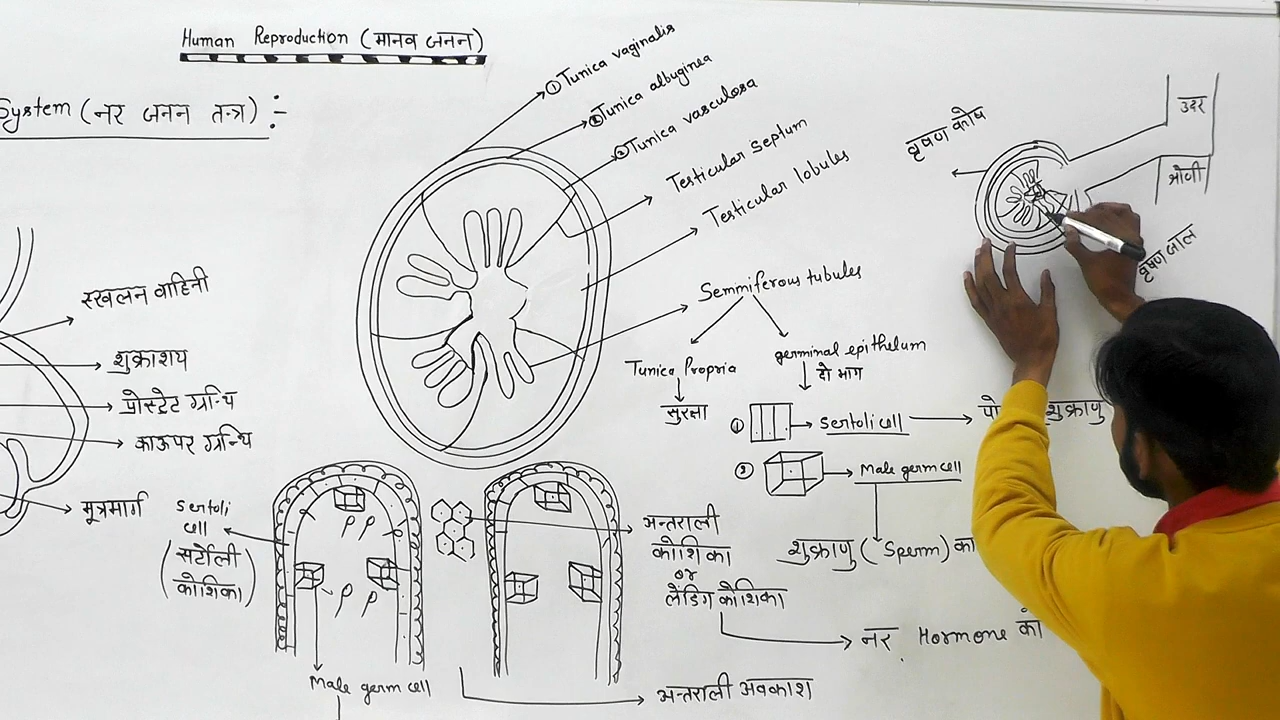 Human Reproduction (मानव जनन)
System (नर जनन तन्त्र) :-
① Tunica vaginalis
② Tunica albuginea
③ Tunica vasculosa
Testicular septum
Testicular lobules
Semmiferous tubules
Tunica Propria
सुरक्षा
germinal epithelum
दो भाग
① Sertoli cell
शुक्राणु
② Male germ cell
शुक्राणु (Sperm) का
स्खलन वाहिनी
शुक्राशय
प्रोस्टेट ग्रन्थि
काऊपर ग्रन्थि
मूत्रमार्ग
Sertoli
cell
(सर्टोली
कोशिका)
Male germ cell
अन्तराली
कोशिका
or
लेंडिग कोशिका
नर Hormone का
अन्तराली अवकाश
वृषण कोष
उदर
श्रोणी
वृषण जाल